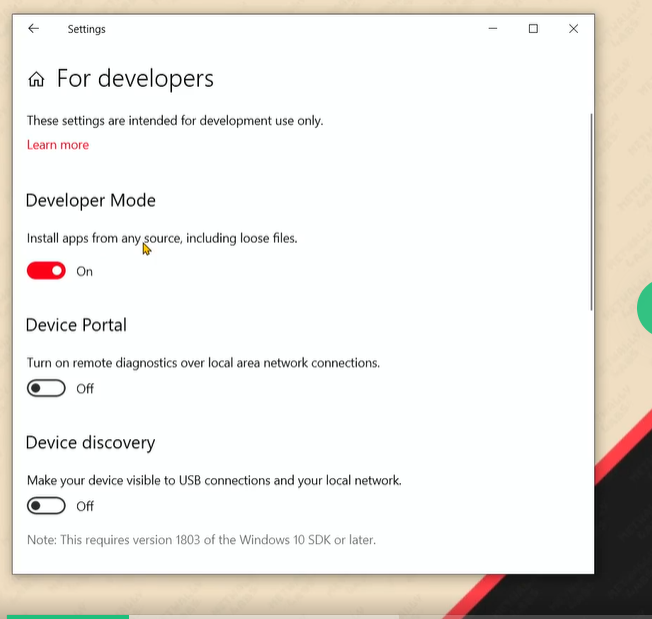 Settings
For developers
These settings are intended for development use only.
Learn more
Developer Mode
Install apps from any source, including loose files.
On
Device Portal
Turn on remote diagnostics over local area network connections.
Off
Device discovery
Make your device visible to USB connections and your local network.
Off
Note: This requires version 1803 of the Windows 10 SDK or later.